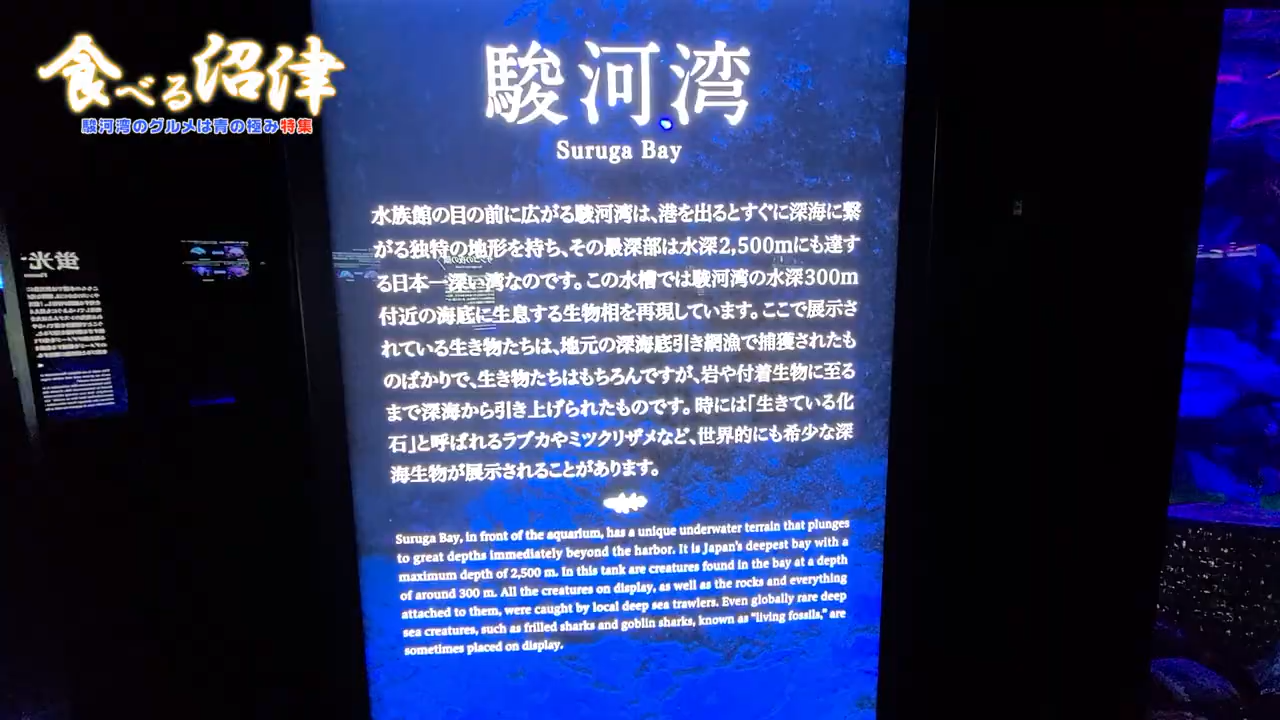 食べる沼津
駿河湾のグルメは青の極み特集
駿河湾
Suruga Bay
水族館の目の前に広がる駿河湾は、港を出るとすぐに深海に繋
がる独特の地形を持ち、その最深部は水深2,500mにも達す
る日本一深い湾なのです。この水槽では駿河湾の水深300m
付近の海底に生息する生物相を再現しています。ここで展示さ
れている生き物たちは、地元の深海底引き網漁で捕獲されたも
のばかりで、生き物たちはもちろんですが、岩や付着生物に至る
まで深海から引き上げられたものです。時には「生きている化
石」と呼ばれるラブカやミツクリザメなど、世界的にも希少な深
海生物が展示されることがあります。
Suruga Bay, in front of the aquarium, has a unique underwater terrain that plunges
to great depths immediately beyond the harbor. It is Japan's deepest bay with a
maximum depth of 2,500 m. In this tank are creatures found in the bay at a depth
of around 300 m. All the creatures on display, as well as the rocks and everything
attached to them, were caught by local deep sea trawlers. Even globally rare deep
sea creatures, such as frilled sharks and goblin sharks, known as "living fossils," are
sometimes placed on display.
蛍光